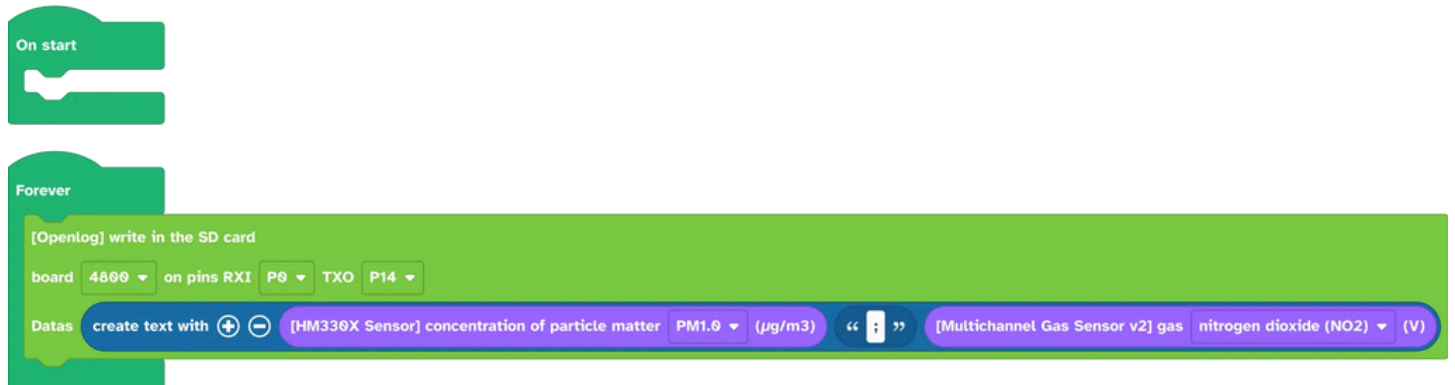 On start
Forever
[Openlog] write in the SD card
board 4800 on pins RXI P0 TXO P14
Datas create text with [HM330X Sensor] concentration of particle matter PM1.0 (μg/m3) “ ; ” [Multichannel Gas Sensor v2] gas nitrogen dioxide (NO2) (V)